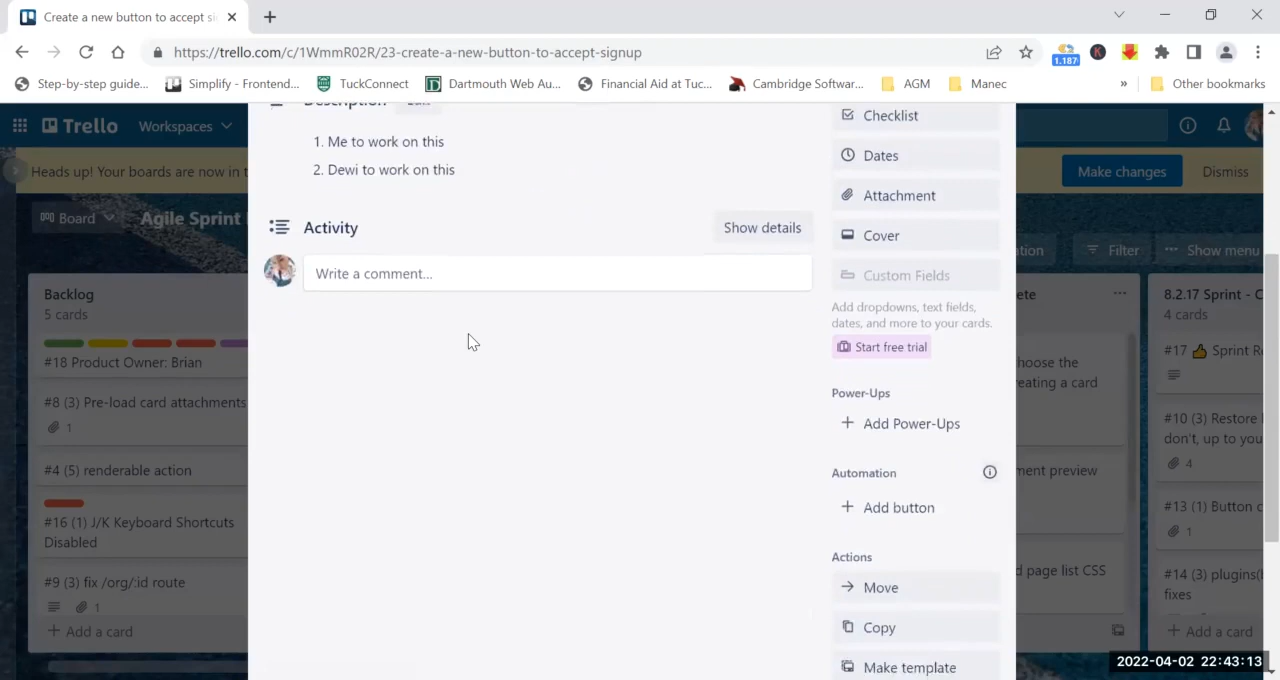 Create a new button to accept si
https://trello.com/c/1WmmR02R/23-create-a-new-button-to-accept-signup
1.187
K
Step-by-step guide...
Simplify - Frontend...
TuckConnect
Dartmouth Web Au...
Financial Aid at Tuc...
Cambridge Softwar...
AGM
Manec
»
Other bookmarks
Trello
Workspaces
Heads up! Your boards are now in t
Make changes
Dismiss
Board
Agile Sprint
Filter
Show menu
Description
Edit
1. Me to work on this
2. Dewi to work on this
Activity
Show details
Write a comment...
Checklist
Dates
Attachment
Cover
Custom Fields
Add dropdowns, text fields,
dates, and more to your cards.
Start free trial
Power-Ups
+ Add Power-Ups
Automation
+ Add button
Actions
Move
Copy
Make template
Backlog
5 cards
#18 Product Owner: Brian
#8 (3) Pre-load card attachments
1
#4 (5) renderable action
#16 (1) J/K Keyboard Shortcuts
Disabled
#9 (3) fix /org/:id route
1
+ Add a card
hoose the
reating a card
ment preview
d page list CSS
8.2.17 Sprint - C
4 cards
#17 👍 Sprint R
#10 (3) Restore
don't, up to you
4
#13 (1) Button c
1
#14 (3) plugins(
fixes
+ Add a card
2022-04-02 22:43:13